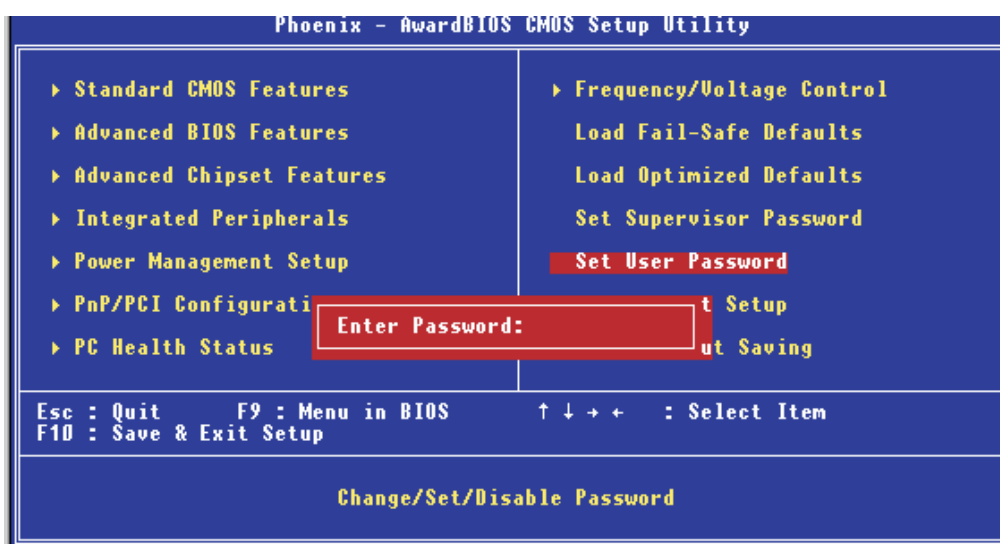 Phoenix - AwardBIOS CMOS Setup Utility
Standard CMOS Features
Advanced BIOS Features
Advanced Chipset Features
Integrated Peripherals
Power Management Setup
PnP/PCI Configurati
PC Health Status
Frequency/Voltage Control
Load Fail-Safe Defaults
Load Optimized Defaults
Set Supervisor Password
Set User Password
t Setup
ut Saving
Enter Password:
Esc : Quit F9 : Menu in BIOS ↑ ↓ → ← : Select Item
F10 : Save & Exit Setup
Change/Set/Disable Password